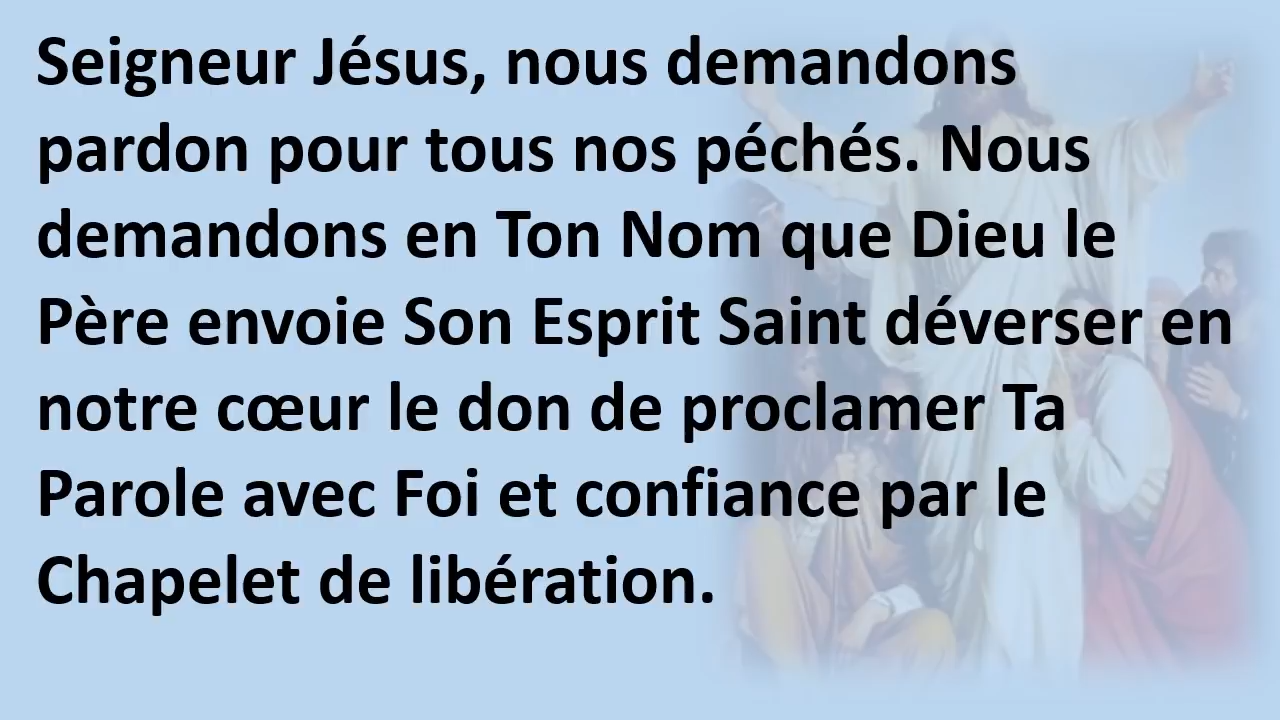 Seigneur Jésus, nous demandons
pardon pour tous nos péchés. Nous
demandons en Ton Nom que Dieu le
Père envoie Son Esprit Saint déverser en
notre cœur le don de proclamer Ta
Parole avec Foi et confiance par le
Chapelet de libération.